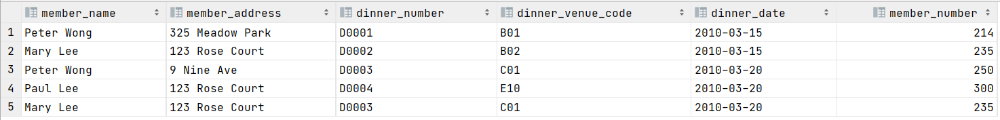 member_name member_address dinner_number dinner_venue_code dinner_date member_number
1 Peter Wong 325 Meadow Park D0001 B01 2010-03-15 214
2 Mary Lee 123 Rose Court D0002 B02 2010-03-15 235
3 Peter Wong 9 Nine Ave D0003 C01 2010-03-20 250
4 Paul Lee 123 Rose Court D0004 E10 2010-03-20 300
5 Mary Lee 123 Rose Court D0003 C01 2010-03-20 235